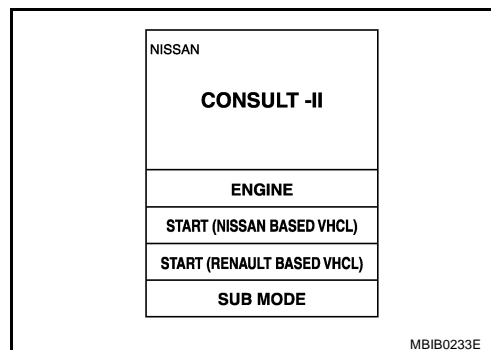 NISSAN
CONSULT -II
ENGINE
START (NISSAN BASED VHCL)
START (RENAULT BASED VHCL)
SUB MODE
MBIB0233E